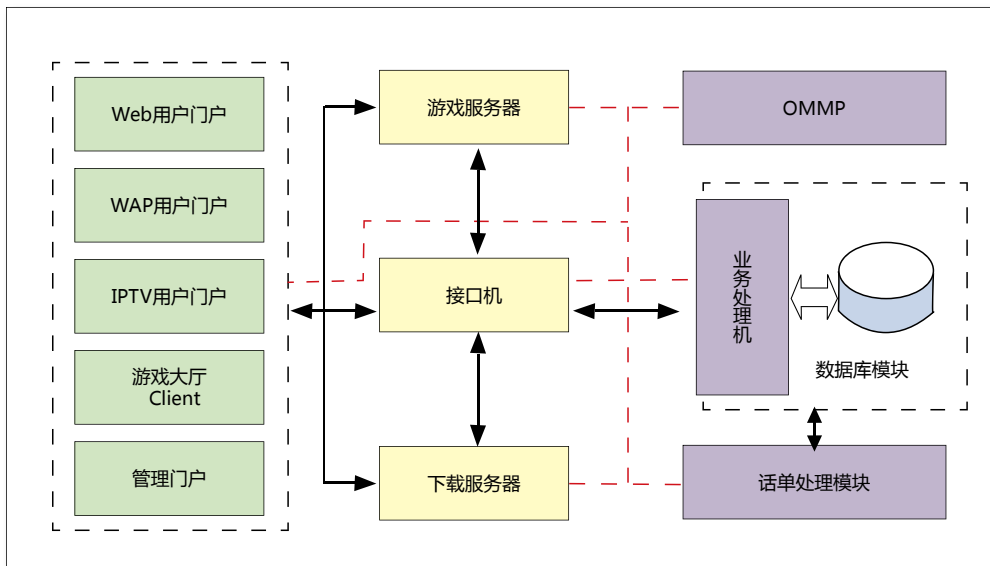 Web用户门户
WAP用户门户
IPTV用户门户
游戏大厅
Client
管理门户
游戏服务器
接口机
下载服务器
OMMP
业务处理机
数据库模块
话单处理模块